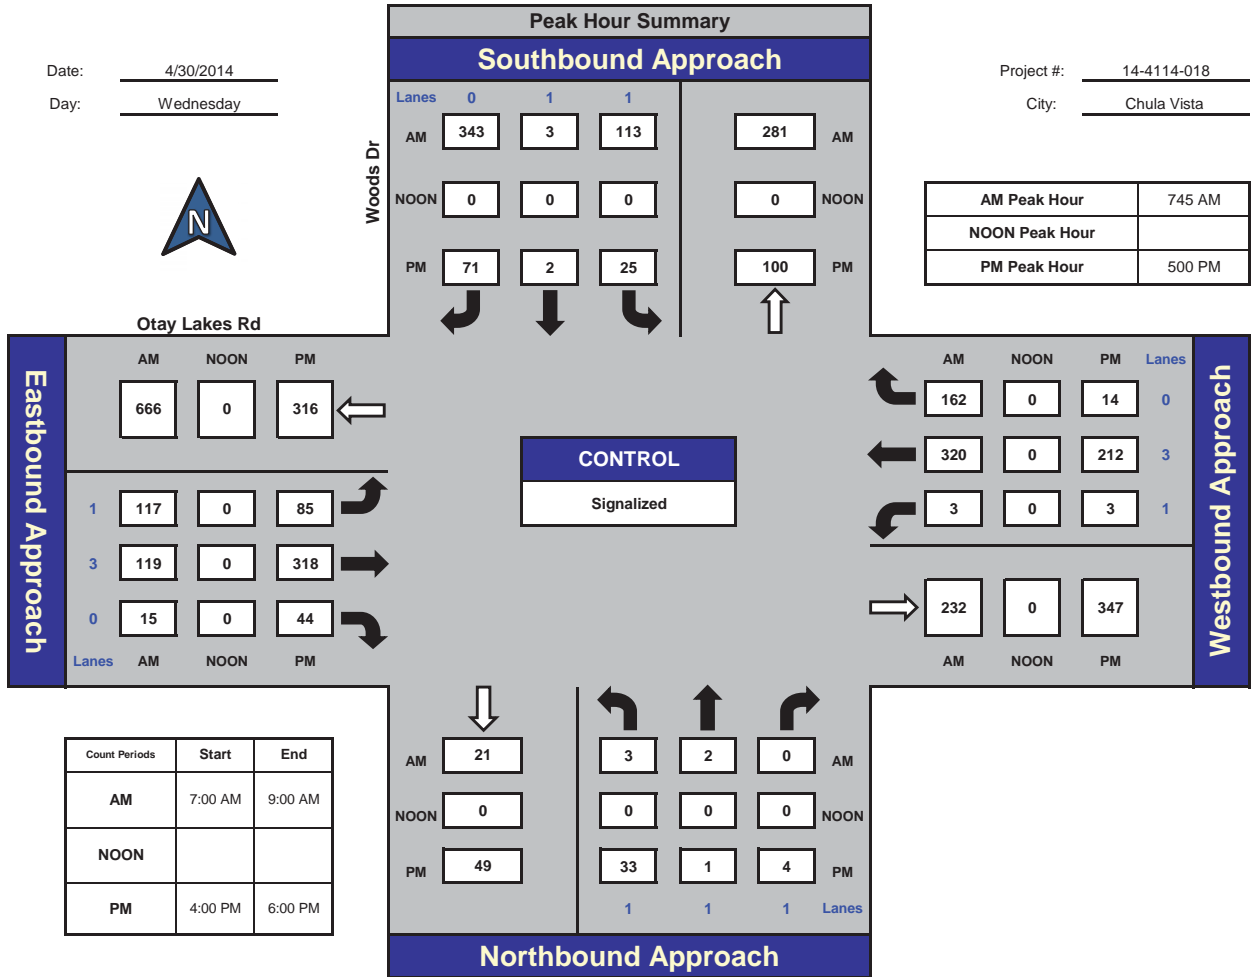 Peak Hour Summary
Southbound Approach
Date: 4/30/2014
Day: Wednesday
Project #: 14-4114-018
City: Chula Vista
Lanes 0 1 1
AM 343 3 113 281 AM
NOON 0 0 0 0 NOON
PM 71 2 25 100 PM
Woods Dr
N
AM Peak Hour 745 AM
NOON Peak Hour
PM Peak Hour 500 PM
Otay Lakes Rd
Eastbound Approach
AM NOON PM
666 0 316
1 117 0 85
3 119 0 318
0 15 0 44
Lanes AM NOON PM
CONTROL
Signalized
AM NOON PM Lanes
162 0 14 0
320 0 212 3
3 0 3 1
232 0 347
AM NOON PM
Westbound Approach
Count Periods Start End
AM 7:00 AM 9:00 AM
NOON
PM 4:00 PM 6:00 PM
AM 21 3 2 0 AM
NOON 0 0 0 0 NOON
PM 49 33 1 4 PM
1 1 1 Lanes
Northbound Approach